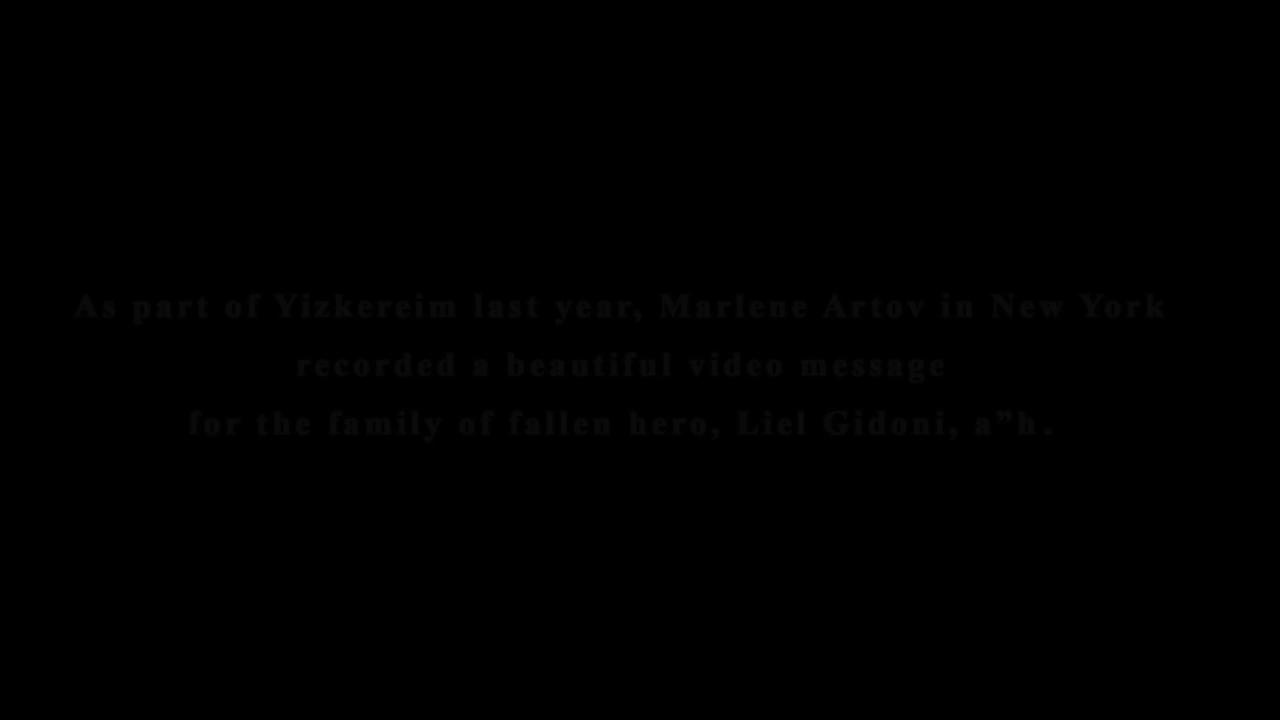 As part of Yizkereim last year, Marlene Artov in New York
recorded a beautiful video message
for the family of fallen hero, Liel Gidoni, a”h.